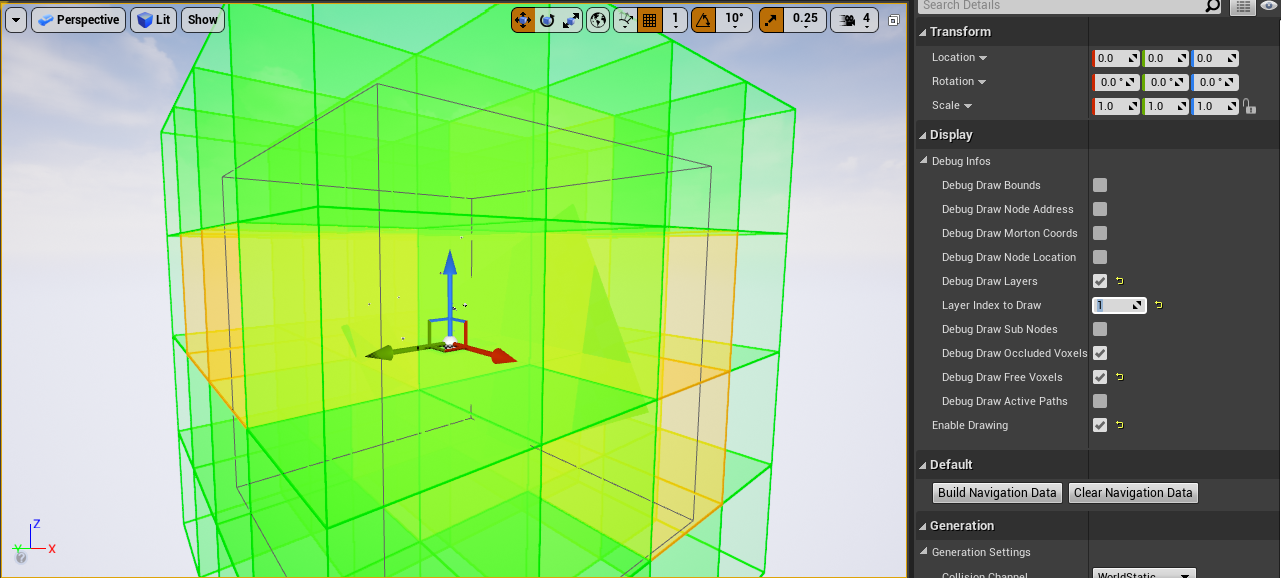 Perspective Lit Show 1 10° 0.25 4
Search Details
Transform
Location 0.0 0.0 0.0
Rotation 0.0 ° 0.0 ° 0.0 °
Scale 1.0 1.0 1.0
Display
Debug Infos
Debug Draw Bounds
Debug Draw Node Address
Debug Draw Morton Coords
Debug Draw Node Location
Debug Draw Layers
Layer Index to Draw 1
Debug Draw Sub Nodes
Debug Draw Occluded Voxels
Debug Draw Free Voxels
Debug Draw Active Paths
Enable Drawing
Default
Build Navigation Data Clear Navigation Data
Generation
Generation Settings
Collision Channel WorldStatic
Z
Y X
?